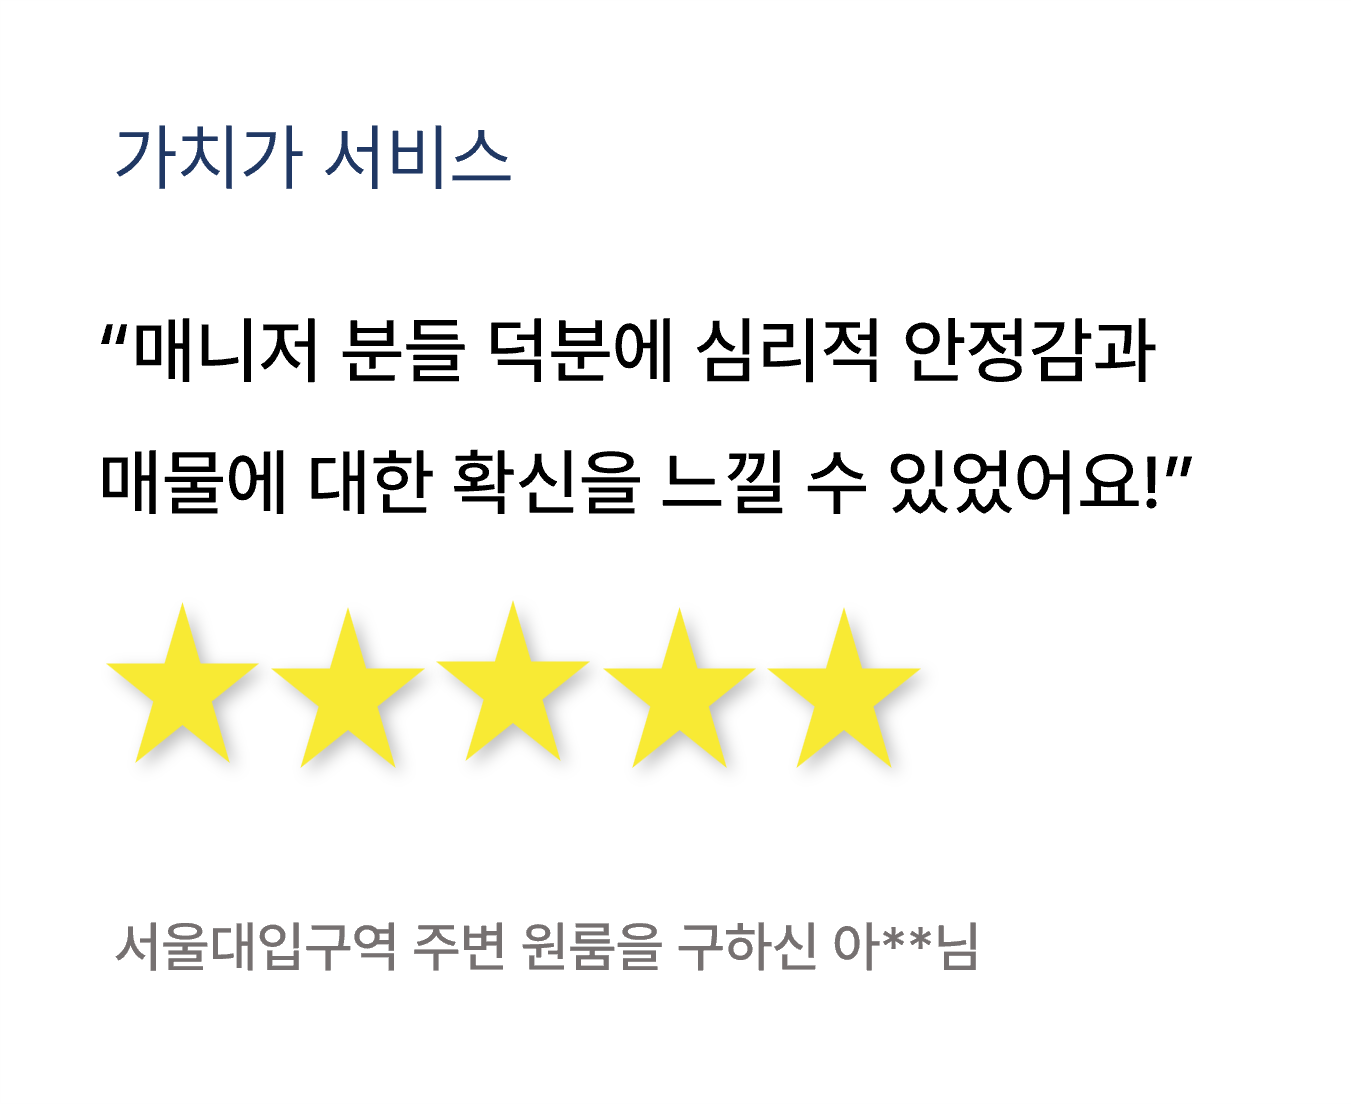 가치가 서비스
“매니저 분들 덕분에 심리적 안정감과
매물에 대한 확신을 느낄 수 있었어요!”
서울대입구역 주변 원룸을 구하신 아**님